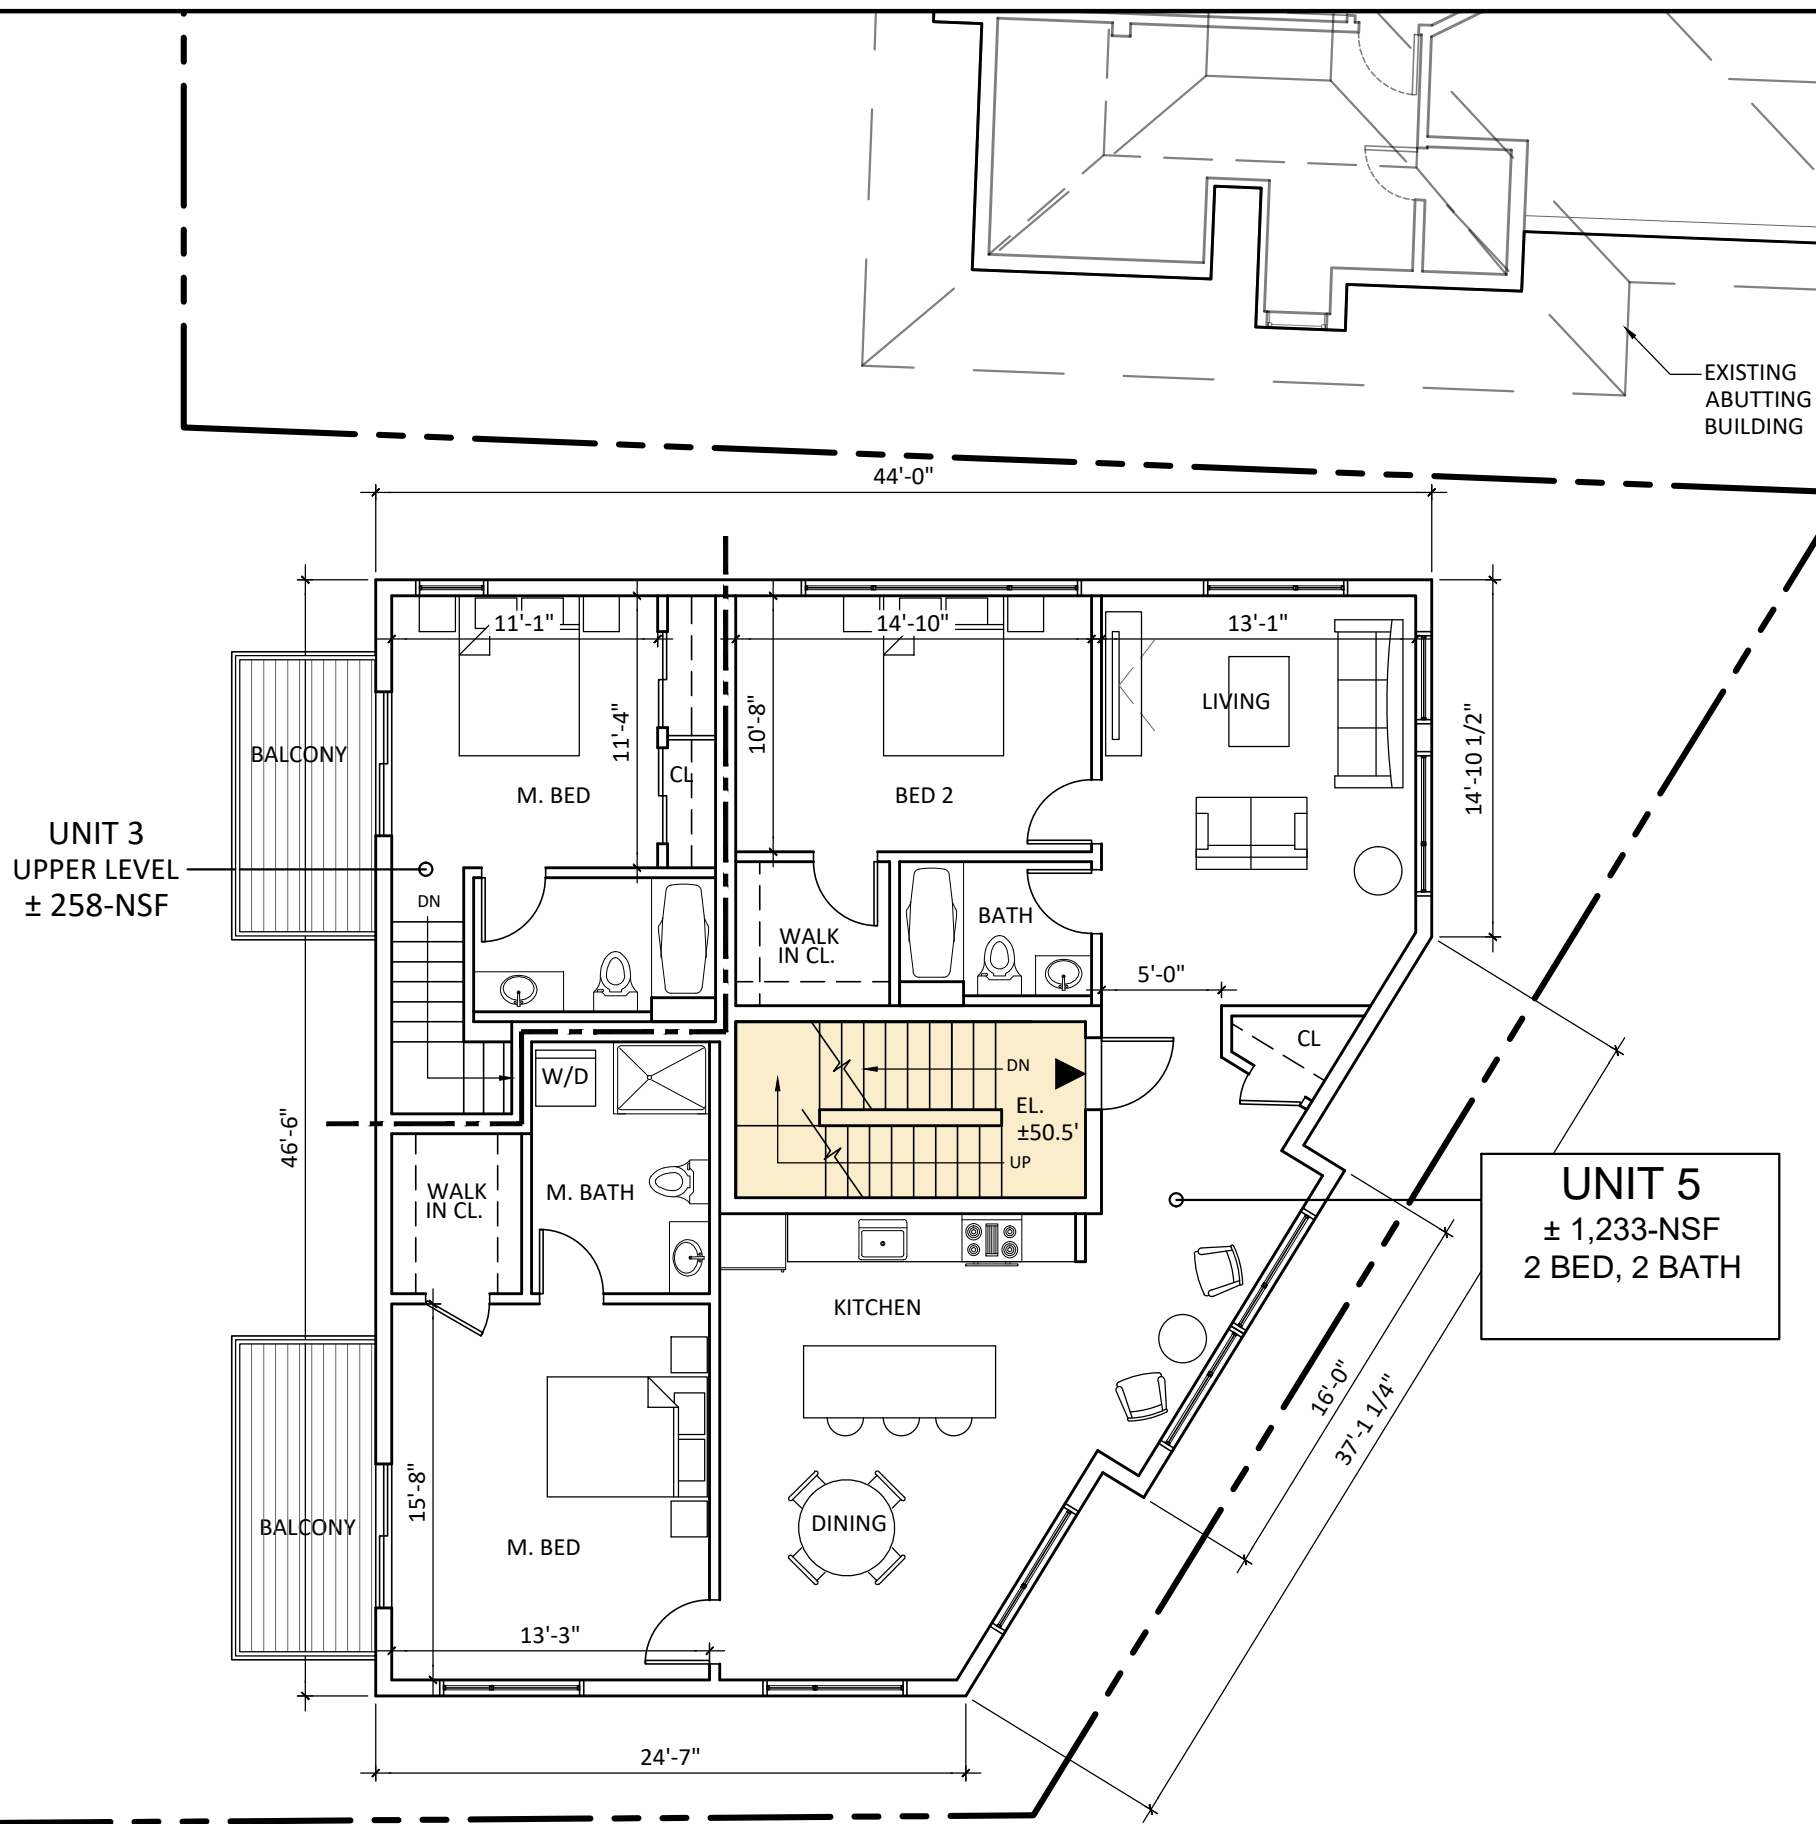 EXISTING
ABUTTING
BUILDING
44'-0"
11'-1"
14'-10"
13'-1"
LIVING
11'-4"
10'-8"
14'-10 1/2"
BALCONY
CL
M. BED
BED 2
UNIT 3
UPPER LEVEL
± 258-NSF
DN
BATH
WALK
IN CL.
5'-0"
CL
W/D
DN
EL.
±50.5'
UP
46'-6"
WALK
IN CL.
M. BATH
UNIT 5
± 1,233-NSF
2 BED, 2 BATH
KITCHEN
16'-0"
37'-1 1/4"
15'-8"
BALCONY
DINING
M. BED
13'-3"
24'-7"